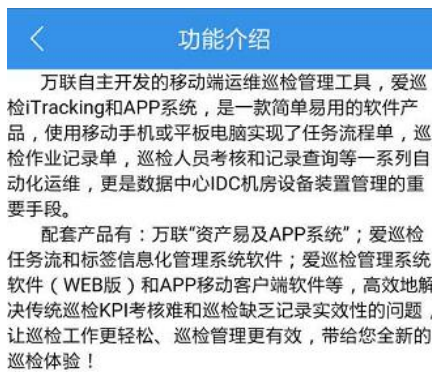 功能介绍
万联自主开发的移动端运维巡检管理工具，爱巡
检iTracking和APP系统，是一款简单易用的软件产
品，使用移动手机或平板电脑实现了任务流程单，巡
检作业记录单，巡检人员考核和记录查询等一系列自
动化运维，更是数据中心IDC机房设备装置管理的重
要手段。
配套产品有：万联“资产易及APP系统”；爱巡检
任务流和标签信息化管理系统软件；爱巡检管理系统
软件（WEB版）和APP移动客户端软件等，高效地解
决传统巡检KPI考核难和巡检缺乏记录实效性的问题，
让巡检工作更轻松、巡检管理更有效，带给您全新的
巡检体验！